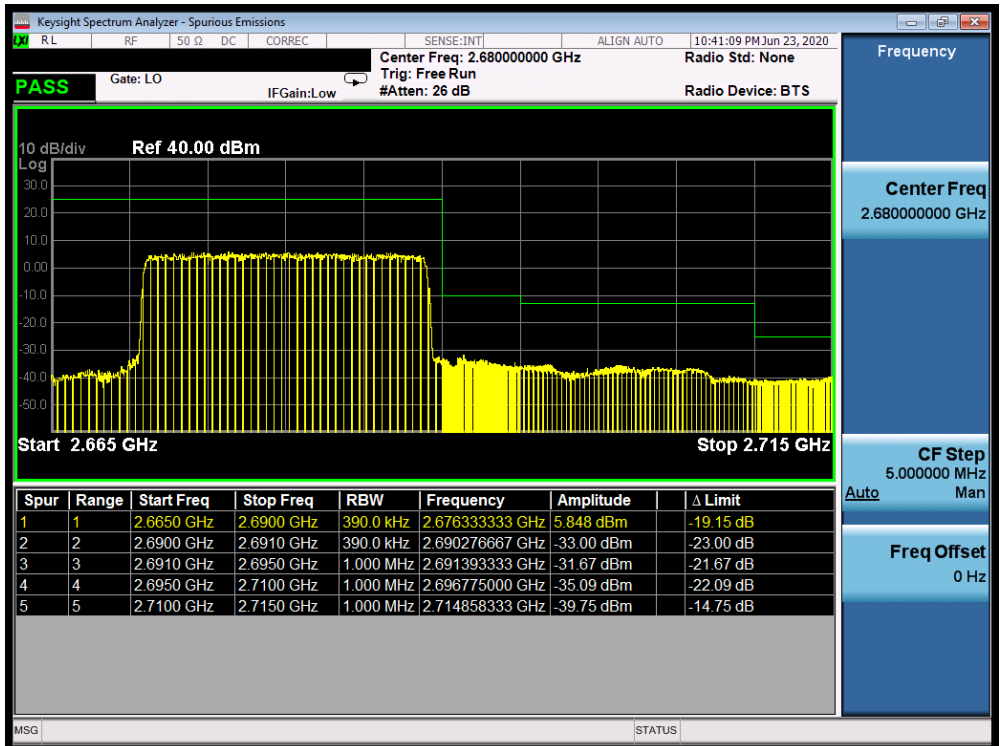 Keysight Spectrum Analyzer - Spurious Emissions
LXI RL RF 50 Ω DC CORREC SENSE:INT ALIGN AUTO 10:41:09 PM Jun 23, 2020
Center Freq: 2.680000000 GHz Radio Std: None
PASS Gate: LO Trig: Free Run
IFGain:Low #Atten: 26 dB Radio Device: BTS
Frequency
10 dB/div Ref 40.00 dBm
Log
30.0
20.0
10.0
0.00
-10.0
-20.0
-30.0
-40.0
-50.0
Start 2.665 GHz Stop 2.715 GHz
Center Freq
2.680000000 GHz
CF Step
5.000000 MHz
Auto Man
Freq Offset
0 Hz
Spur Range Start Freq Stop Freq RBW Frequency Amplitude Δ Limit
1 1 2.6650 GHz 2.6900 GHz 390.0 kHz 2.676333333 GHz 5.848 dBm -19.15 dB
2 2 2.6900 GHz 2.6910 GHz 390.0 kHz 2.690276667 GHz -33.00 dBm -23.00 dB
3 3 2.6910 GHz 2.6950 GHz 1.000 MHz 2.691393333 GHz -31.67 dBm -21.67 dB
4 4 2.6950 GHz 2.7100 GHz 1.000 MHz 2.696775000 GHz -35.09 dBm -22.09 dB
5 5 2.7100 GHz 2.7150 GHz 1.000 MHz 2.714858333 GHz -39.75 dBm -14.75 dB
MSG STATUS